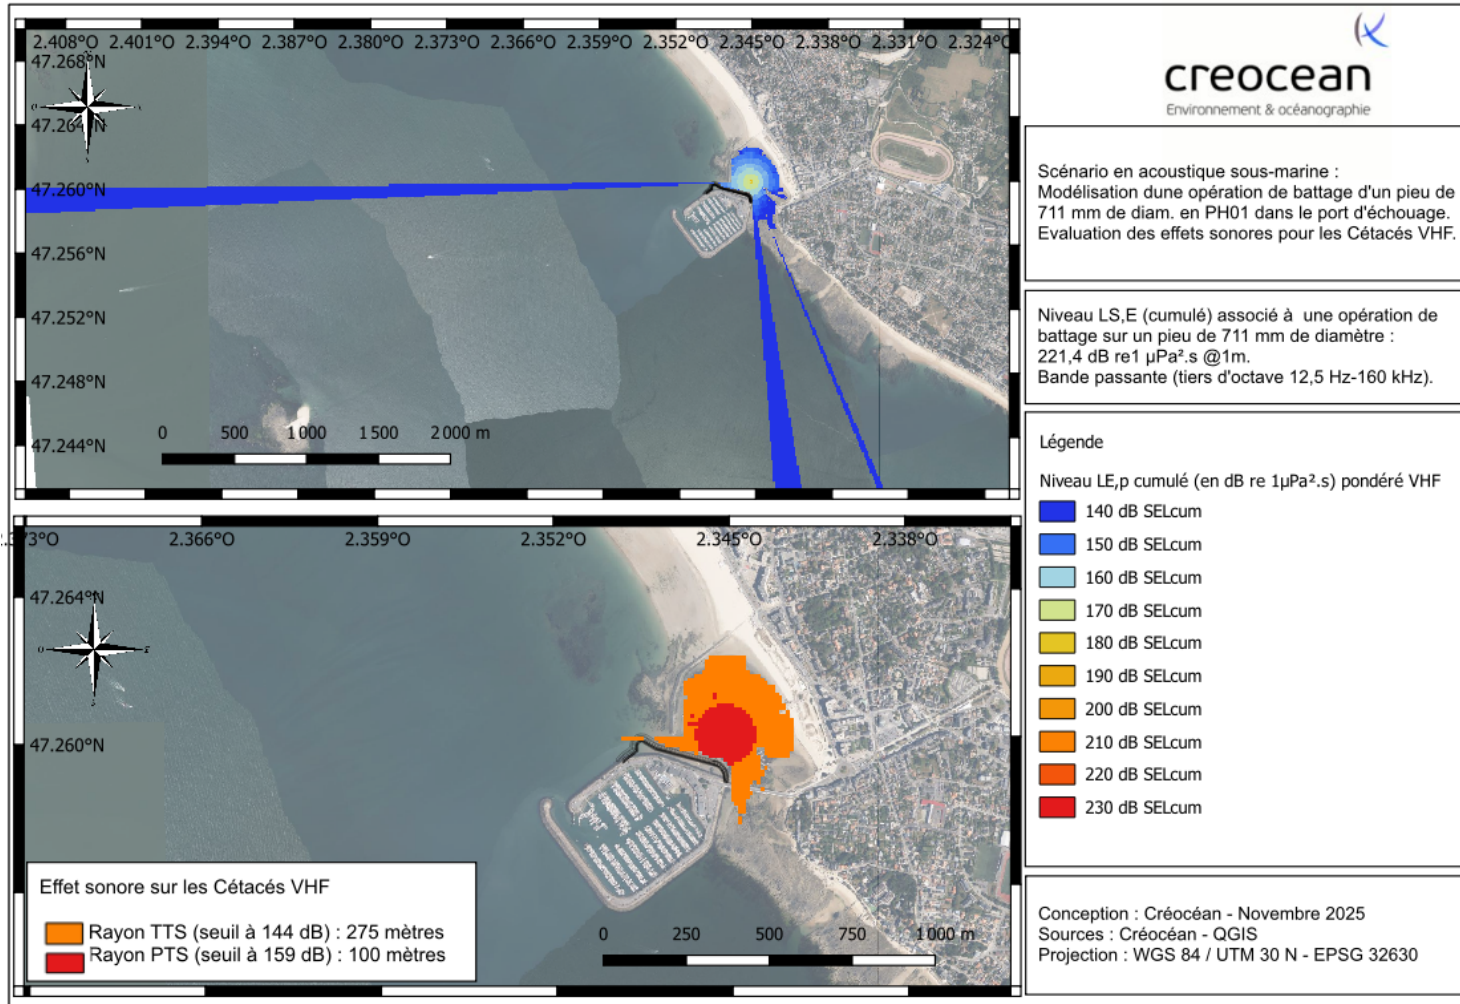 2.408°O 2.401°O 2.394°O 2.387°O 2.380°O 2.373°O 2.366°O 2.359°O 2.352°O 2.345°O 2.338°O 2.331°O 2.324°O
47.268°N
47.264°N
47.260°N
47.256°N
47.252°N
47.248°N
47.244°N
0 500 1 000 1 500 2 000 m
creocean
Environnement & océanographie
Scénario en acoustique sous-marine :
Modélisation dune opération de battage d'un pieu de
711 mm de diam. en PH01 dans le port d'échouage.
Evaluation des effets sonores pour les Cétacés VHF.
Niveau LS,E (cumulé) associé à une opération de
battage sur un pieu de 711 mm de diamètre :
221,4 dB re1 µPa².s @1m.
Bande passante (tiers d'octave 12,5 Hz-160 kHz).
Légende
Niveau LE,p cumulé (en dB re 1µPa².s) pondéré VHF
140 dB SELcum
150 dB SELcum
160 dB SELcum
170 dB SELcum
180 dB SELcum
190 dB SELcum
200 dB SELcum
210 dB SELcum
220 dB SELcum
230 dB SELcum
2.366°O 2.359°O 2.352°O 2.345°O 2.338°O
47.264°N
47.260°N
Effet sonore sur les Cétacés VHF
Rayon TTS (seuil à 144 dB) : 275 mètres
Rayon PTS (seuil à 159 dB) : 100 mètres
0 250 500 750 1 000 m
Conception : Créocéan - Novembre 2025
Sources : Créocéan - QGIS
Projection : WGS 84 / UTM 30 N - EPSG 32630